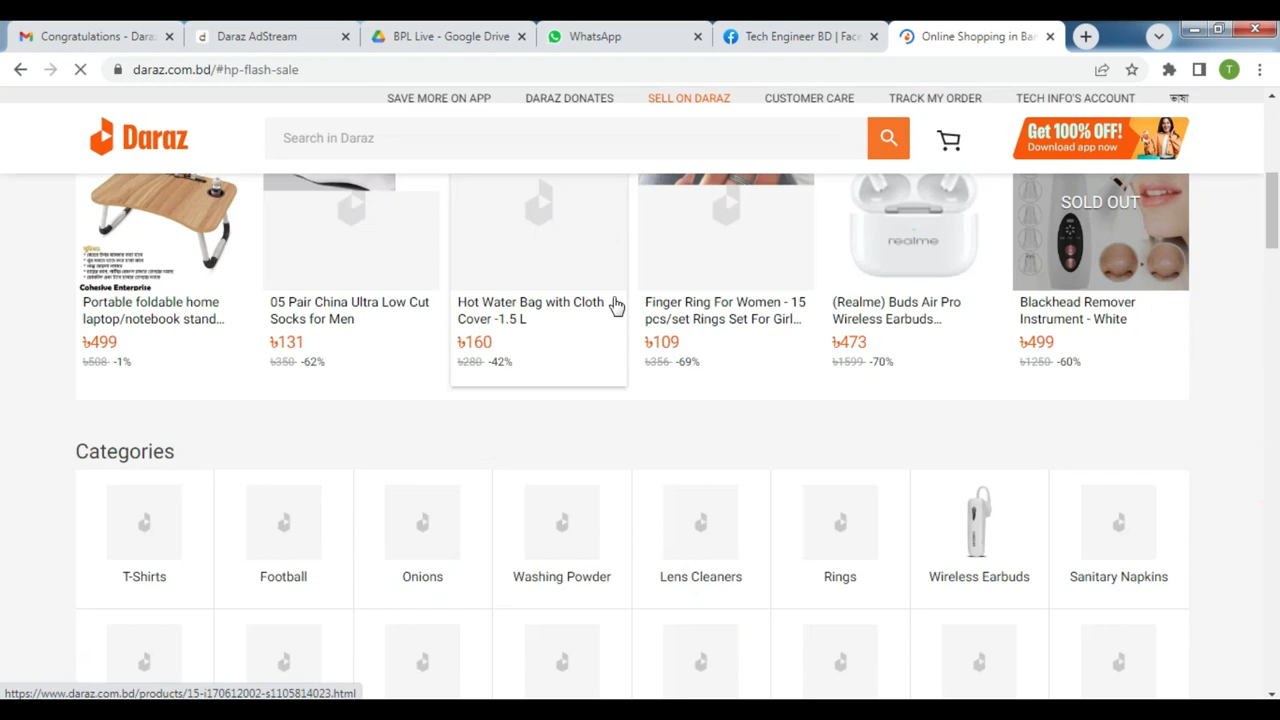 Congratulations - Daraz
Daraz AdStream
BPL Live - Google Drive
WhatsApp
Tech Engineer BD | Face
Online Shopping in Ban
daraz.com.bd/#hp-flash-sale
T
SAVE MORE ON APP
DARAZ DONATES
SELL ON DARAZ
CUSTOMER CARE
TRACK MY ORDER
TECH INFO'S ACCOUNT
ভাষা
Daraz
Search in Daraz
Get 100% OFF!
Download app now
Cohesive Enterprise
realme
SOLD OUT
Portable foldable home
laptop/notebook stand...
৳499
৳508 -1%
05 Pair China Ultra Low Cut
Socks for Men
৳131
৳350 -62%
Hot Water Bag with Cloth
Cover -1.5 L
৳160
৳280 -42%
Finger Ring For Women - 15
pcs/set Rings Set For Girl...
৳109
৳356 -69%
(Realme) Buds Air Pro
Wireless Earbuds...
৳473
৳1599 -70%
Blackhead Remover
Instrument - White
৳499
৳1250 -60%
Categories
T-Shirts
Football
Onions
Washing Powder
Lens Cleaners
Rings
Wireless Earbuds
Sanitary Napkins
https://www.daraz.com.bd/products/15-i170612002-s1105814023.html